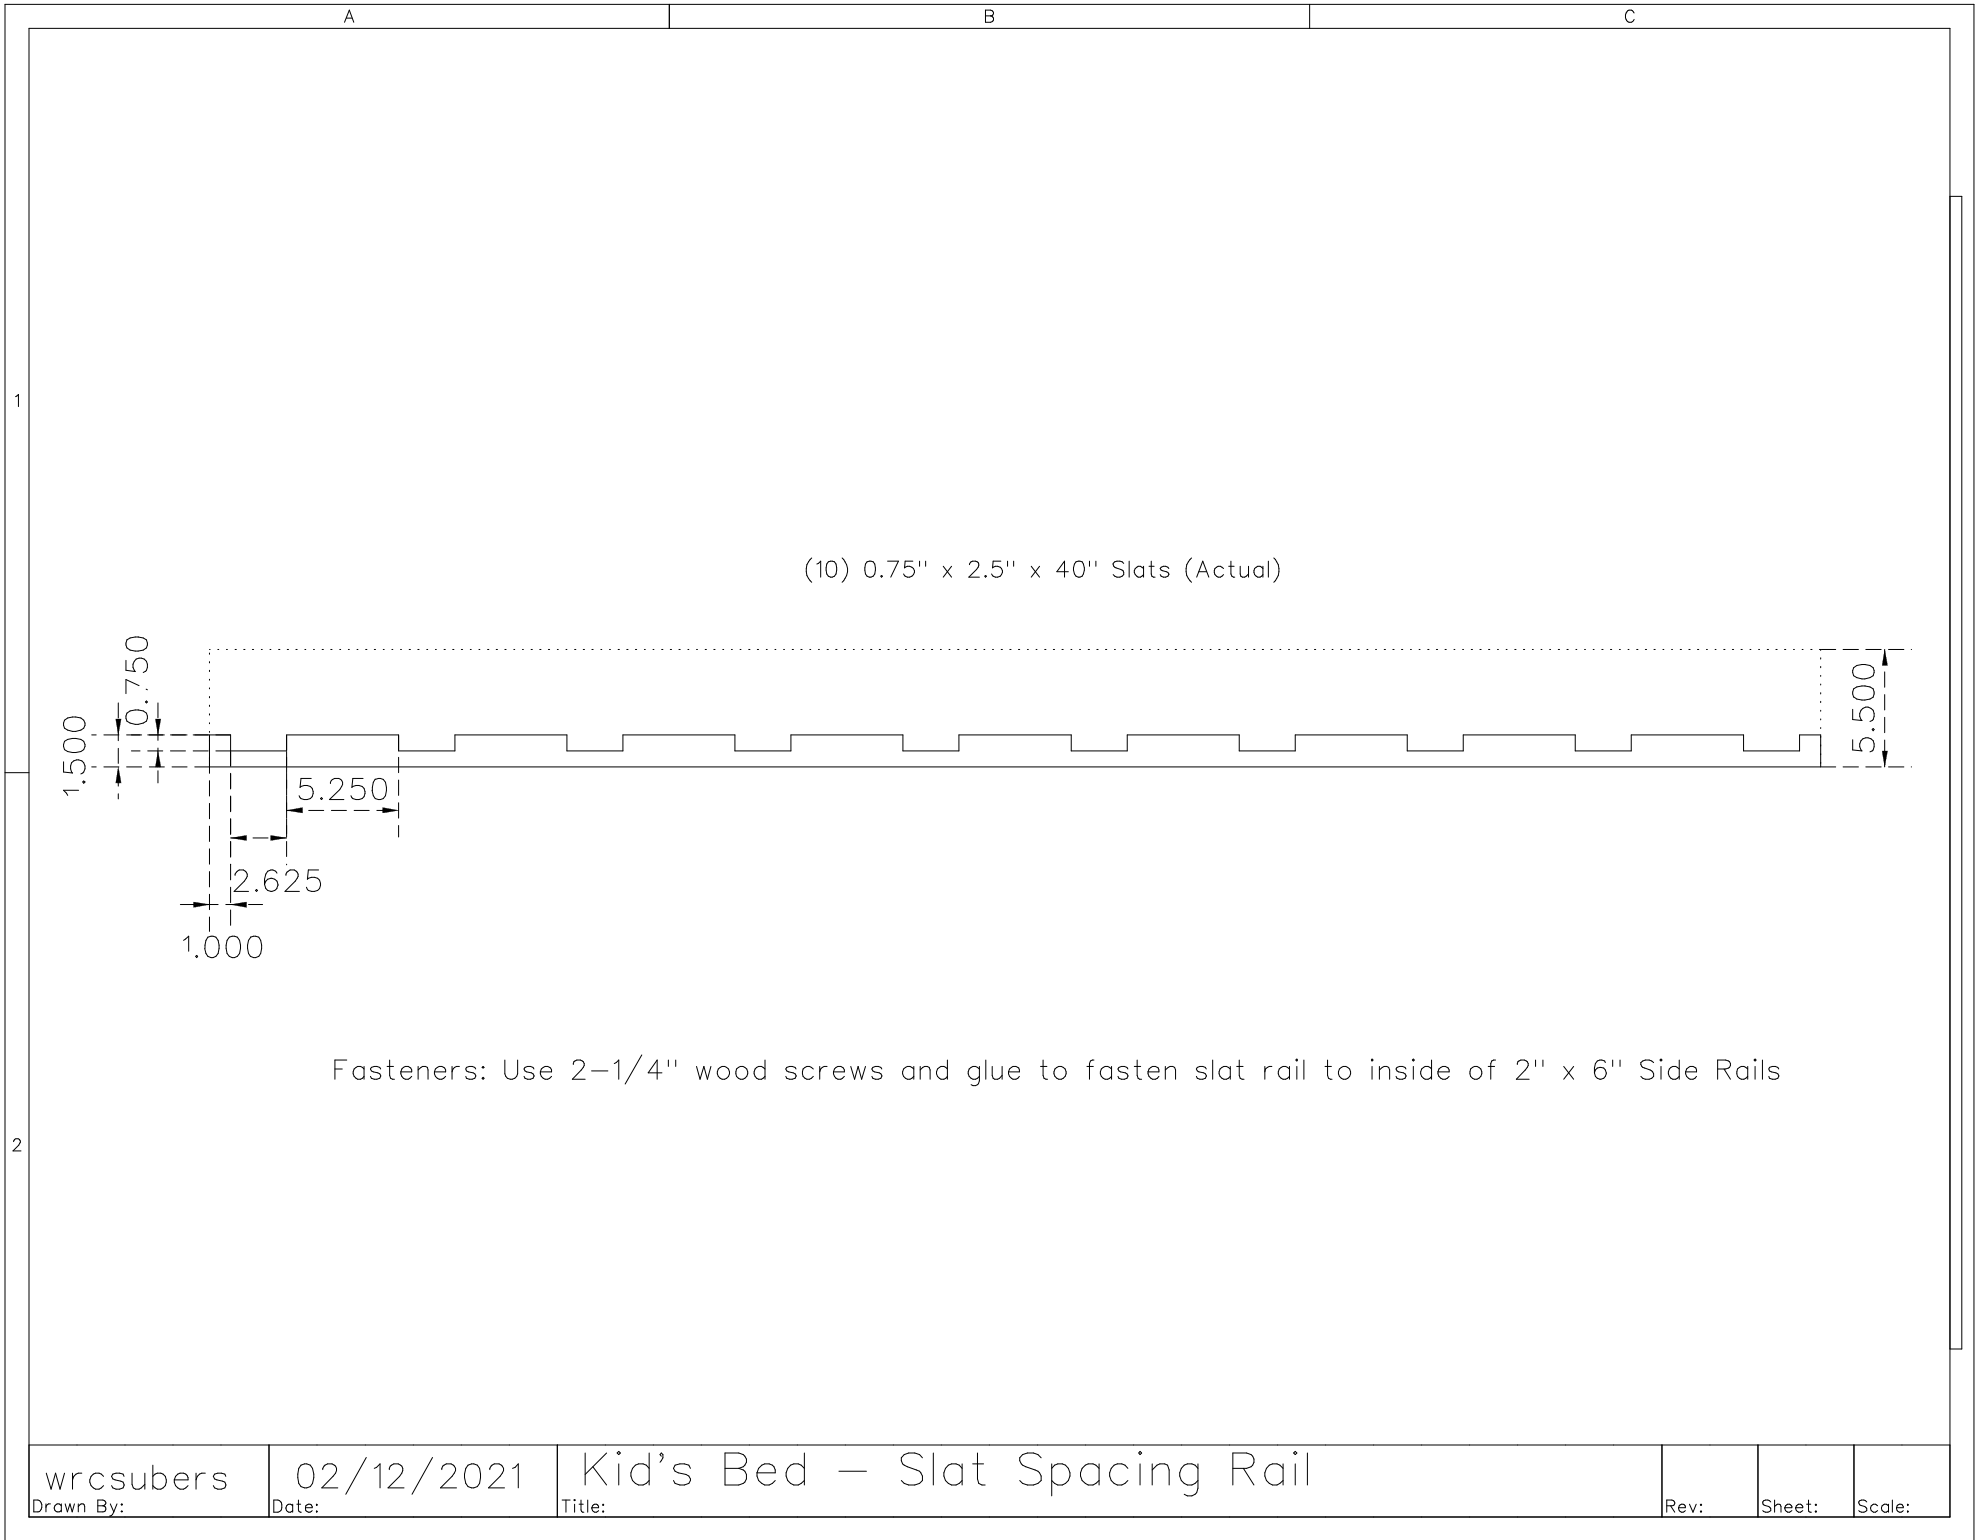 A
B
C
1
(10) 0.75" x 2.5" x 40" Slats (Actual)
0.750
1.500
5.500
5.250
2.625
1.000
Fasteners: Use 2-1/4" wood screws and glue to fasten slat rail to inside of 2" x 6" Side Rails
2
wrcsubers
02/12/2021
Kid's Bed – Slat Spacing Rail
Drawn By:
Date:
Title:
Rev:
Sheet:
Scale: